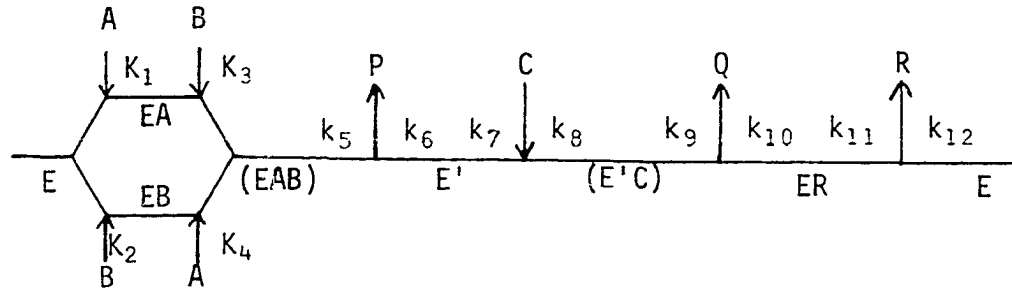 A B
K₁ K₃ P C Q R
EA k₅ k₆ k₇ k₈ k₉ k₁₀ k₁₁ k₁₂
E (EAB) E' (E'C) ER E
EB
K₂ K₄
B A